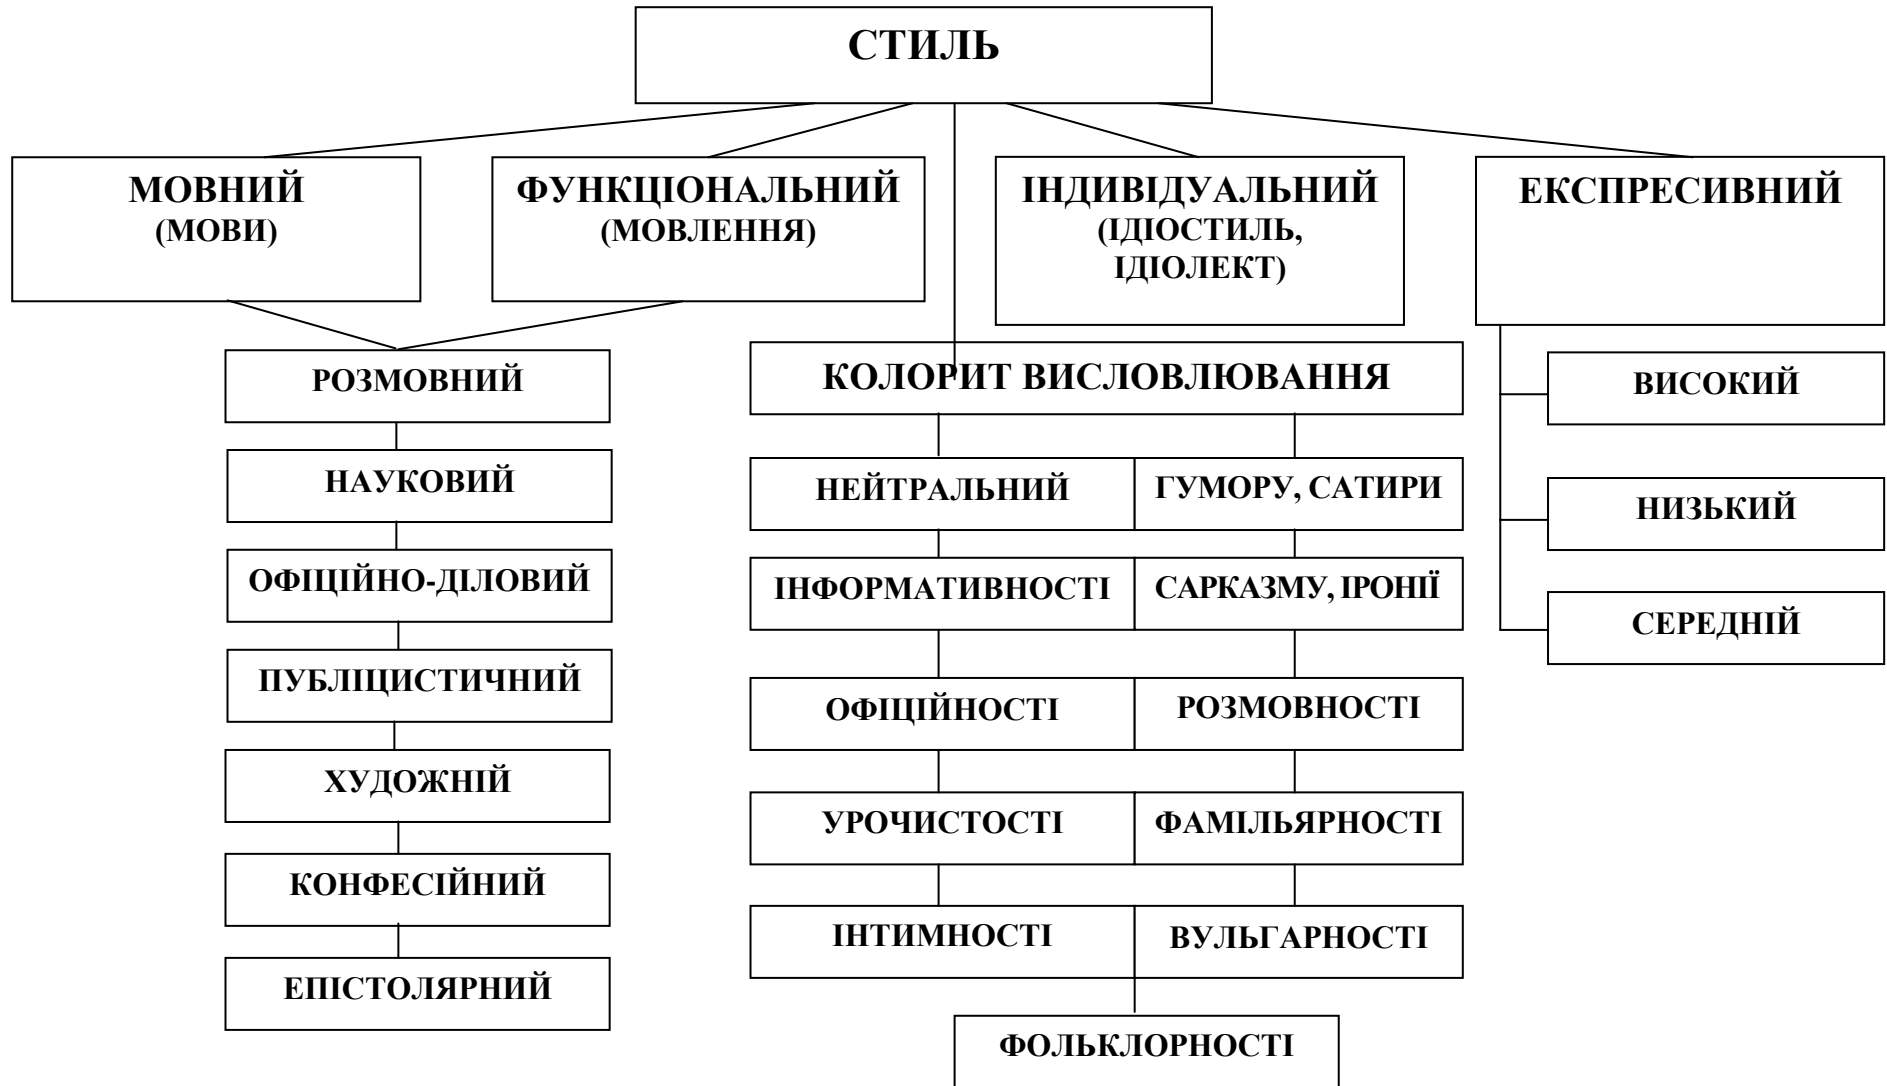 СТИЛЬ
МОВНИЙ
(МОВИ)
ФУНКЦІОНАЛЬНИЙ
(МОВЛЕННЯ)
ІНДИВІДУАЛЬНИЙ
(ІДІОСТИЛЬ,
ІДІОЛЕКТ)
ЕКСПРЕСИВНИЙ
РОЗМОВНИЙ
НАУКОВИЙ
ОФІЦІЙНО-ДІЛОВИЙ
ПУБЛІЦИСТИЧНИЙ
ХУДОЖНІЙ
КОНФЕСІЙНИЙ
ЕПІСТОЛЯРНИЙ
КОЛОРИТ ВИСЛОВЛЮВАННЯ
НЕЙТРАЛЬНИЙ
ІНФОРМАТИВНОСТІ
ОФІЦІЙНОСТІ
УРОЧИСТОСТІ
ІНТИМНОСТІ
ГУМОРУ, САТИРИ
САРКАЗМУ, ІРОНІЇ
РОЗМОВНОСТІ
ФАМІЛЬЯРНОСТІ
ВУЛЬГАРНОСТІ
ФОЛЬКЛОРНОСТІ
ВИСОКИЙ
НИЗЬКИЙ
СЕРЕДНІЙ